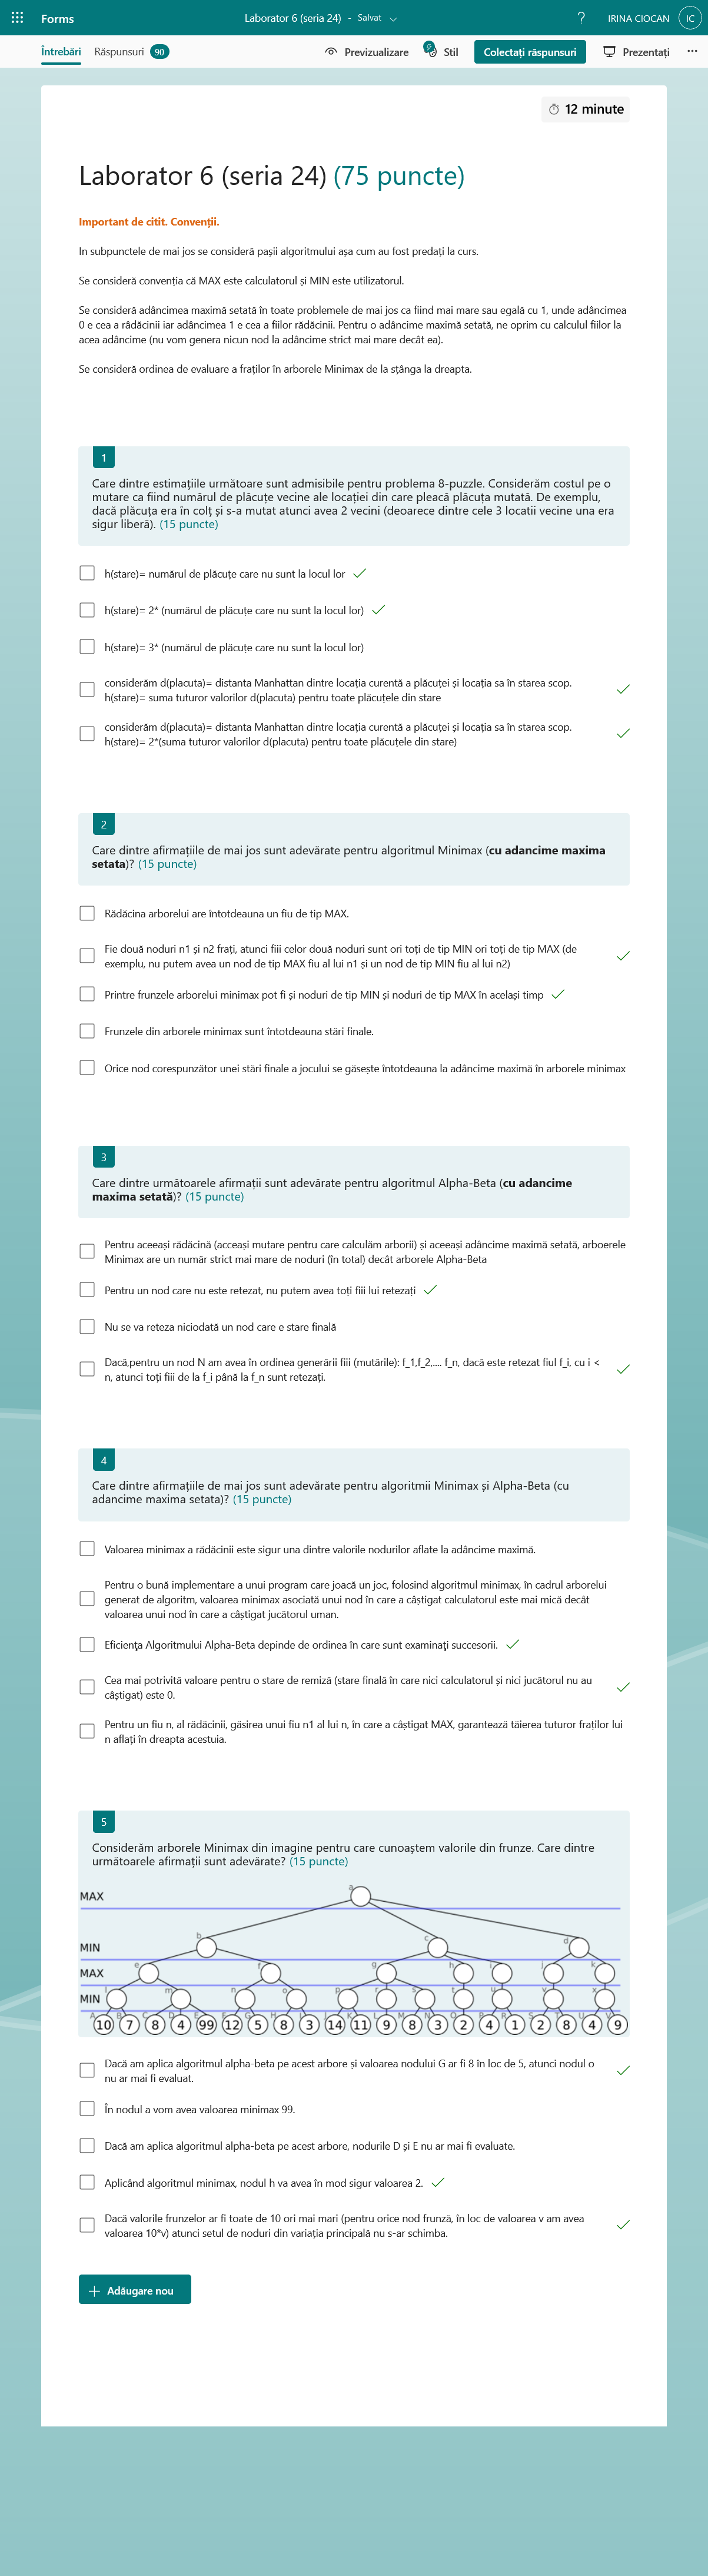 Forms
Laborator 6 (seria 24) - Salvat
?
IRINA CIOCAN
IC
Întrebări
Răspunsuri 90
Previzualizare
Stil
Colectați răspunsuri
Prezentați
12 minute
Laborator 6 (seria 24) (75 puncte)
Important de citit. Convenții.
In subpunctele de mai jos se consideră pașii algoritmului așa cum au fost predați la curs.
Se consideră convenția că MAX este calculatorul și MIN este utilizatorul.
Se consideră adâncimea maximă setată în toate problemele de mai jos ca fiind mai mare sau egală cu 1, unde adâncimea
0 e cea a rădăcinii iar adâncimea 1 e cea a fiilor rădăcinii. Pentru o adâncime maximă setată, ne oprim cu calculul fiilor la
acea adâncime (nu vom genera nicun nod la adâncime strict mai mare decât ea).
Se consideră ordinea de evaluare a fraților în arborele Minimax de la stânga la dreapta.
1
Care dintre estimațiile următoare sunt admisibile pentru problema 8-puzzle. Considerăm costul pe o
mutare ca fiind numărul de plăcuțe vecine ale locației din care pleacă plăcuța mutată. De exemplu,
dacă plăcuța era în colț și s-a mutat atunci avea 2 vecini (deoarece dintre cele 3 locatii vecine una era
sigur liberă). (15 puncte)
h(stare)= numărul de plăcuțe care nu sunt la locul lor
h(stare)= 2* (numărul de plăcuțe care nu sunt la locul lor)
h(stare)= 3* (numărul de plăcuțe care nu sunt la locul lor)
considerăm d(placuta)= distanta Manhattan dintre locația curentă a plăcuței și locația sa în starea scop.
h(stare)= suma tuturor valorilor d(placuta) pentru toate plăcuțele din stare
considerăm d(placuta)= distanta Manhattan dintre locația curentă a plăcuței și locația sa în starea scop.
h(stare)= 2*(suma tuturor valorilor d(placuta) pentru toate plăcuțele din stare)
2
Care dintre afirmațiile de mai jos sunt adevărate pentru algoritmul Minimax (cu adancime maxima
setata)? (15 puncte)
Rădăcina arborelui are întotdeauna un fiu de tip MAX.
Fie două noduri n1 și n2 frați, atunci fiii celor două noduri sunt ori toți de tip MIN ori toți de tip MAX (de
exemplu, nu putem avea un nod de tip MAX fiu al lui n1 și un nod de tip MIN fiu al lui n2)
Printre frunzele arborelui minimax pot fi și noduri de tip MIN și noduri de tip MAX în același timp
Frunzele din arborele minimax sunt întotdeauna stări finale.
Orice nod corespunzător unei stări finale a jocului se găsește întotdeauna la adâncime maximă în arborele minimax
3
Care dintre următoarele afirmații sunt adevărate pentru algoritmul Alpha-Beta (cu adancime
maxima setată)? (15 puncte)
Pentru aceeași rădăcină (acceași mutare pentru care calculăm arborii) și aceeași adâncime maximă setată, arboerele
Minimax are un număr strict mai mare de noduri (în total) decât arborele Alpha-Beta
Pentru un nod care nu este retezat, nu putem avea toți fiii lui retezați
Nu se va reteza niciodată un nod care e stare finală
Dacă,pentru un nod N am avea în ordinea generării fiii (mutările): f_1,f_2,.... f_n, dacă este retezat fiul f_i, cu i <
n, atunci toți fiii de la f_i până la f_n sunt retezați.
4
Care dintre afirmațiile de mai jos sunt adevărate pentru algoritmii Minimax și Alpha-Beta (cu
adancime maxima setata)? (15 puncte)
Valoarea minimax a rădăcinii este sigur una dintre valorile nodurilor aflate la adâncime maximă.
Pentru o bună implementare a unui program care joacă un joc, folosind algoritmul minimax, în cadrul arborelui
generat de algoritm, valoarea minimax asociată unui nod în care a câștigat calculatorul este mai mică decât
valoarea unui nod în care a câștigat jucătorul uman.
Eficiența Algoritmului Alpha-Beta depinde de ordinea în care sunt examinați succesorii.
Cea mai potrivită valoare pentru o stare de remiză (stare finală în care nici calculatorul și nici jucătorul nu au
câștigat) este 0.
Pentru un fiu n, al rădăcinii, găsirea unui fiu n1 al lui n, în care a câștigat MAX, garantează tăierea tuturor fraților lui
n aflați în dreapta acestuia.
5
Considerăm arborele Minimax din imagine pentru care cunoaștem valorile din frunze. Care dintre
următoarele afirmații sunt adevărate? (15 puncte)
MAX a
MIN b c d
MAX e f g h i j k
MIN l m n o p r s t u v x
10 7 8 4 99 12 5 8 3 14 11 9 8 3 2 4 1 2 8 4 9
Dacă am aplica algoritmul alpha-beta pe acest arbore și valoarea nodului G ar fi 8 în loc de 5, atunci nodul o
nu ar mai fi evaluat.
În nodul a vom avea valoarea minimax 99.
Dacă am aplica algoritmul alpha-beta pe acest arbore, nodurile D și E nu ar mai fi evaluate.
Aplicând algoritmul minimax, nodul h va avea în mod sigur valoarea 2.
Dacă valorile frunzelor ar fi toate de 10 ori mai mari (pentru orice nod frunză, în loc de valoarea v am avea
valoarea 10*v) atunci setul de noduri din variația principală nu s-ar schimba.
Adăugare nou